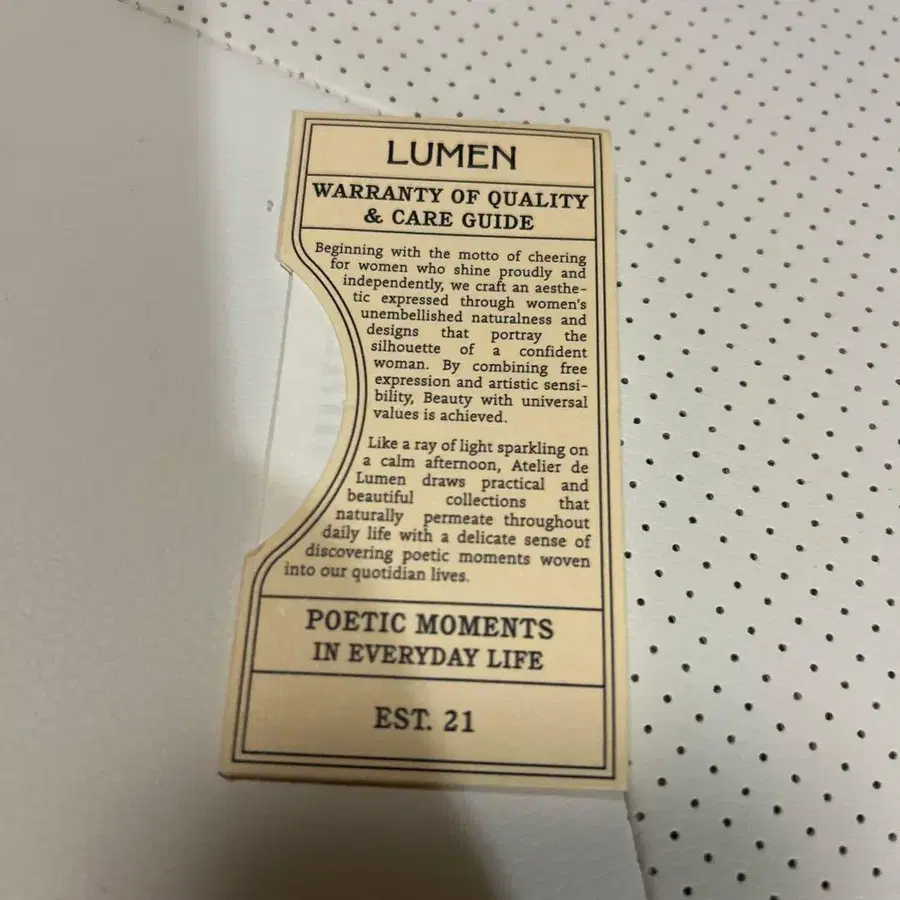 LUMEN
WARRANTY OF QUALITY
& CARE GUIDE
Beginning with the motto of cheering
for women who shine proudly and
independently, we craft an aesthe-
tic expressed through women's
unembellished naturalness and
designs that portray the
silhouette of a confident
woman. By combining free
expression and artistic sensi-
bility, Beauty with universal
values is achieved.
Like a ray of light sparkling on
a calm afternoon, Atelier de
Lumen draws practical and
beautiful collections that
naturally permeate throughout
daily life with a delicate sense of
discovering poetic moments woven
into our quotidian lives.
POETIC MOMENTS
IN EVERYDAY LIFE
EST. 21